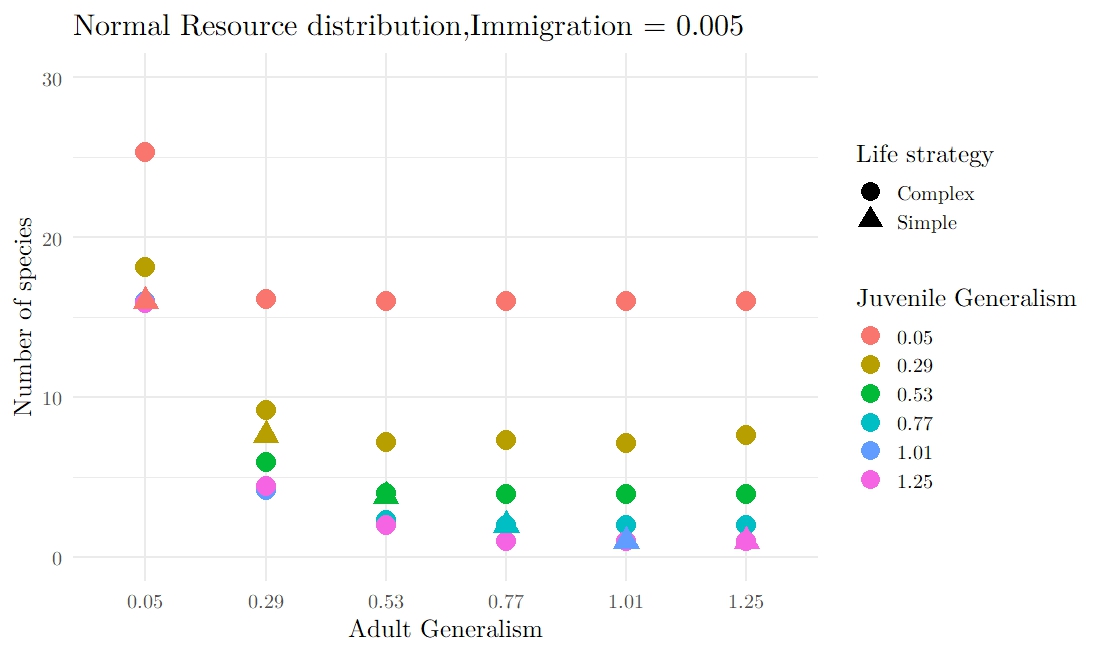 Normal Resource distribution,Immigration = 0.005
Number of species
30
20
10
0
0.05 0.29 0.53 0.77 1.01 1.25
Adult Generalism
Life strategy
Complex
Simple
Juvenile Generalism
0.05
0.29
0.53
0.77
1.01
1.25